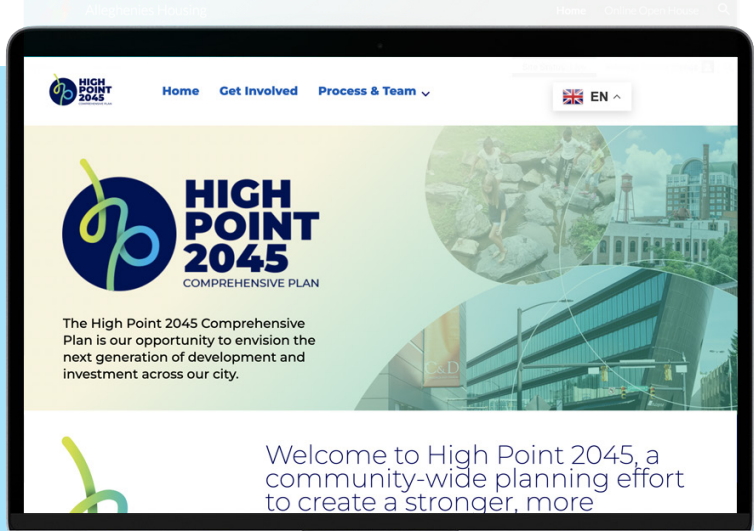 Alleghenies Housing
Home Online Open House
HIGH
POINT
2045
COMPREHENSIVE PLAN
Home Get Involved Process & Team
EN
HIGH
POINT
2045
COMPREHENSIVE PLAN
C&D
The High Point 2045 Comprehensive
Plan is our opportunity to envision the
next generation of development and
investment across our city.
Welcome to High Point 2045, a
community-wide planning effort
to create a stronger, more